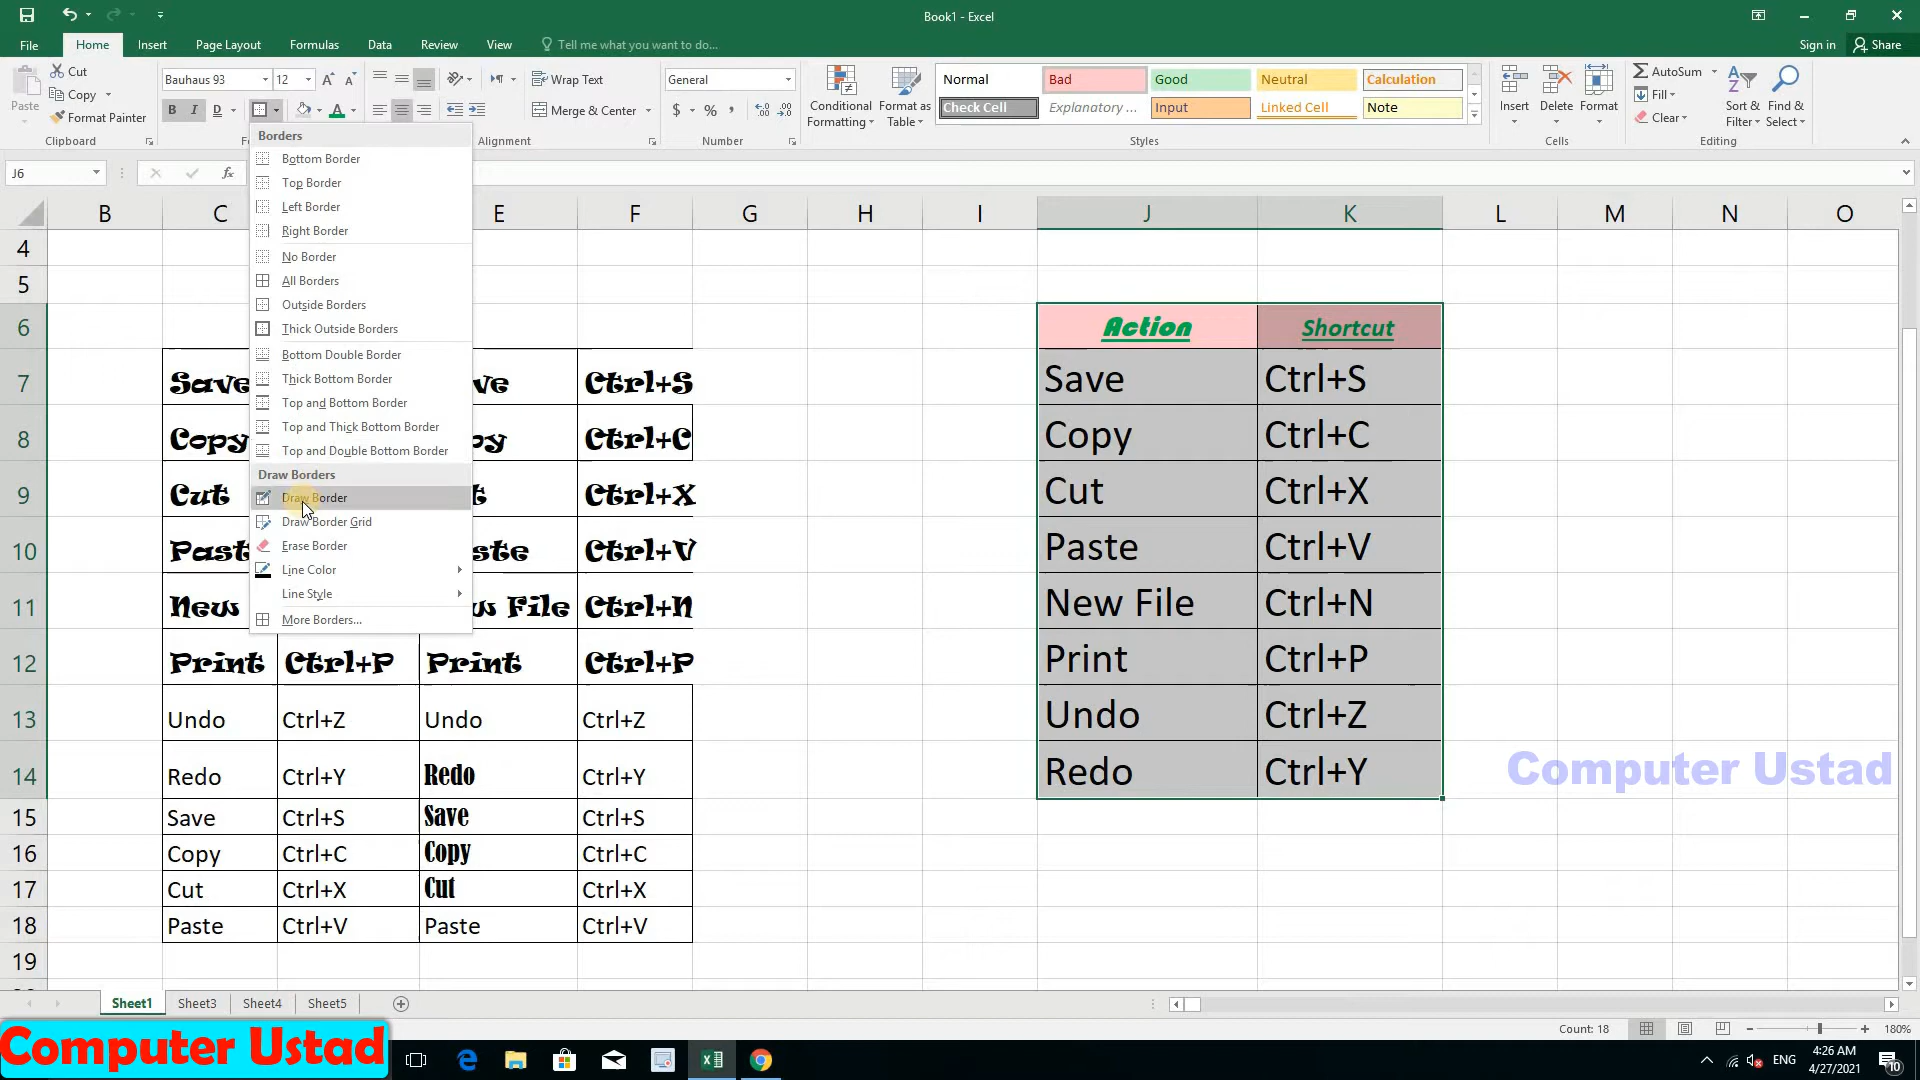 Book1 - Excel
File Home Insert Page Layout Formulas Data Review View Tell me what you want to do... Sign in Share
Paste Cut Copy Format Painter
Bauhaus 93 12
B I D
Wrap Text
Merge & Center
General
$ % ,
Conditional Formatting
Format as Table
Normal Bad Good Neutral Calculation
Check Cell Explanatory ... Input Linked Cell Note
Insert Delete Format
AutoSum
Fill
Clear
Sort & Filter
Find & Select
Clipboard Alignment Number Styles Cells Editing
J6 fx
Borders
Bottom Border
Top Border
Left Border
Right Border
No Border
All Borders
Outside Borders
Thick Outside Borders
Bottom Double Border
Thick Bottom Border
Top and Bottom Border
Top and Thick Bottom Border
Top and Double Bottom Border
Draw Borders
Draw Border
Draw Border Grid
Erase Border
Line Color
Line Style
More Borders...
B C E F G H I J K L M N O
4
5
6 Action Shortcut
7 Save Ctrl+S Save Ctrl+S
8 Copy Ctrl+C Copy Ctrl+C
9 Cut Ctrl+X Cut Ctrl+X
10 Ctrl+V Paste Ctrl+V
11 New File Ctrl+N New File Ctrl+N
12 Print Ctrl+P Print Ctrl+P Print Ctrl+P
13 Undo Ctrl+Z Undo Ctrl+Z Undo Ctrl+Z
14 Redo Ctrl+Y Redo Ctrl+Y Redo Ctrl+Y
Computer Ustad
15 Save Ctrl+S Save Ctrl+S
16 Copy Ctrl+C Copy Ctrl+C
17 Cut Ctrl+X Cut Ctrl+X
18 Paste Ctrl+V Paste Ctrl+V
19
Sheet1 Sheet3 Sheet4 Sheet5
Count: 18 180%
Computer Ustad
ENG 4:26 AM
4/27/2021 10